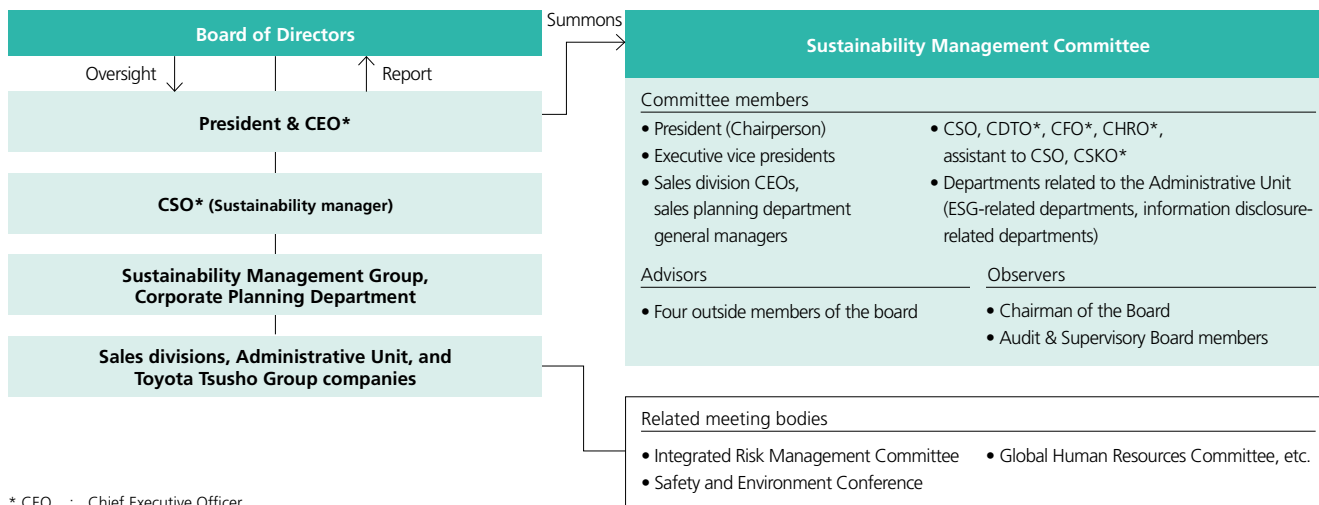 Board of Directors
Oversight
Report
President & CEO*
CSO* (Sustainability manager)
Sustainability Management Group,
Corporate Planning Department
Sales divisions, Administrative Unit, and
Toyota Tsusho Group companies
Summons
Sustainability Management Committee
Committee members
• President (Chairperson)
• Executive vice presidents
• Sales division CEOs,
sales planning department
general managers
• CSO, CDTO*, CFO*, CHRO*,
assistant to CSO, CSKO*
• Departments related to the Administrative Unit
(ESG-related departments, information disclosure-
related departments)
Advisors
• Four outside members of the board
Observers
• Chairman of the Board
• Audit & Supervisory Board members
Related meeting bodies
• Integrated Risk Management Committee
• Safety and Environment Conference
• Global Human Resources Committee, etc.
* CEO : Chief Executive Officer